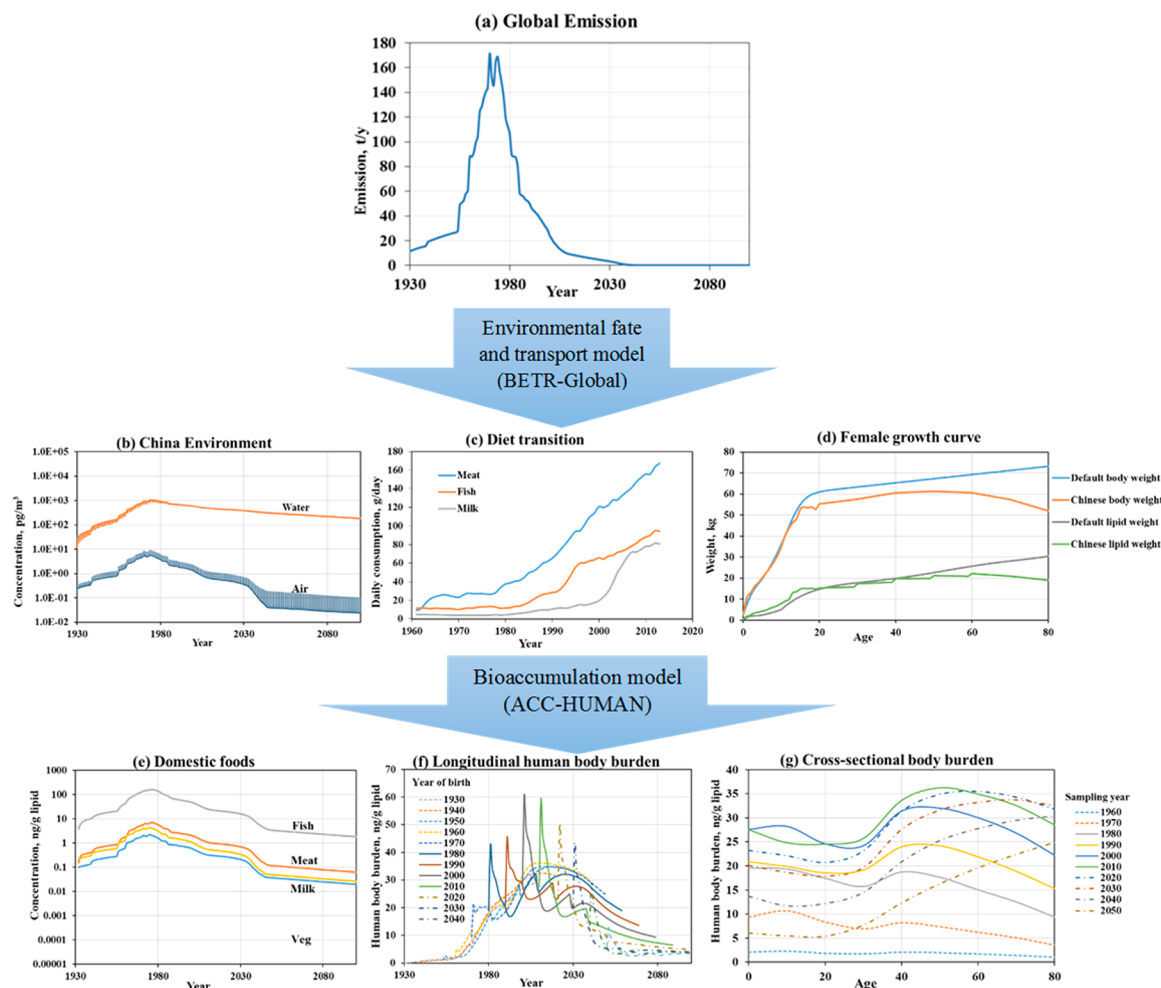 (a) Global Emission
180
160
140
120
100
80
60
40
20
0
Emission, t/y
1930 1980 2030 2080
Year
Environmental fate
and transport model
(BETR-Global)
(b) China Environment
1.0E+05
1.0E+04
1.0E+03
1.0E+02
1.0E+01
1.0E+00
1.0E-01
1.0E-02
Concentration, pg/m³
Water
Air
1930 1980 2030 2080
Year
(c) Diet transition
180
160
140
120
100
80
60
40
20
0
Daily consumption, g/day
Meat
Fish
Milk
1960 1970 1980 1990 2000 2010 2020
Year
(d) Female growth curve
80
70
60
50
40
30
20
10
0
Weight, kg
0 20 40 60 80
Age
Default body weight
Chinese body weight
Default lipid weight
Chinese lipid weight
Bioaccumulation model
(ACC-HUMAN)
(e) Domestic foods
1000
100
10
1
0.1
0.01
0.001
0.0001
0.00001
Concentration, ng/g lipid
Fish
Meat
Milk
Veg
1930 1980 2030 2080
Year
(f) Longitudinal human body burden
70
60
50
40
30
20
10
0
Human body burden, ng/g lipid
Year of birth
1930
1940
1950
1960
1970
1980
1990
2000
2010
2020
2030
2040
1930 1980 2030 2080
Year
(g) Cross-sectional body burden
40
35
30
25
20
15
10
5
0
Human body burden, ng/g lipid
0 20 40 60 80
Age
Sampling year
1960
1970
1980
1990
2000
2010
2020
2030
2040
2050